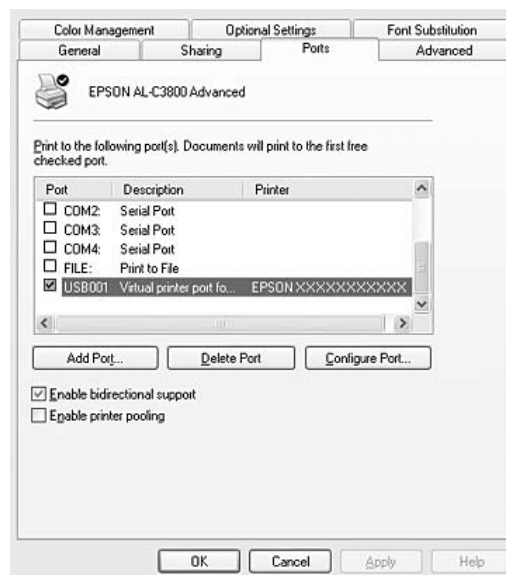 Color Management Optional Settings Font Substitution
General Sharing Ports Advanced
EPSON AL-C3800 Advanced
Print to the following port(s). Documents will print to the first free
checked port.
Port Description Printer
COM2: Serial Port
COM3: Serial Port
COM4: Serial Port
FILE: Print to File
USB001 Virtual printer port fo... EPSON XXXXXXXXXXX
Add Port... Delete Port Configure Port...
Enable bidirectional support
Enable printer pooling
OK Cancel Apply Help